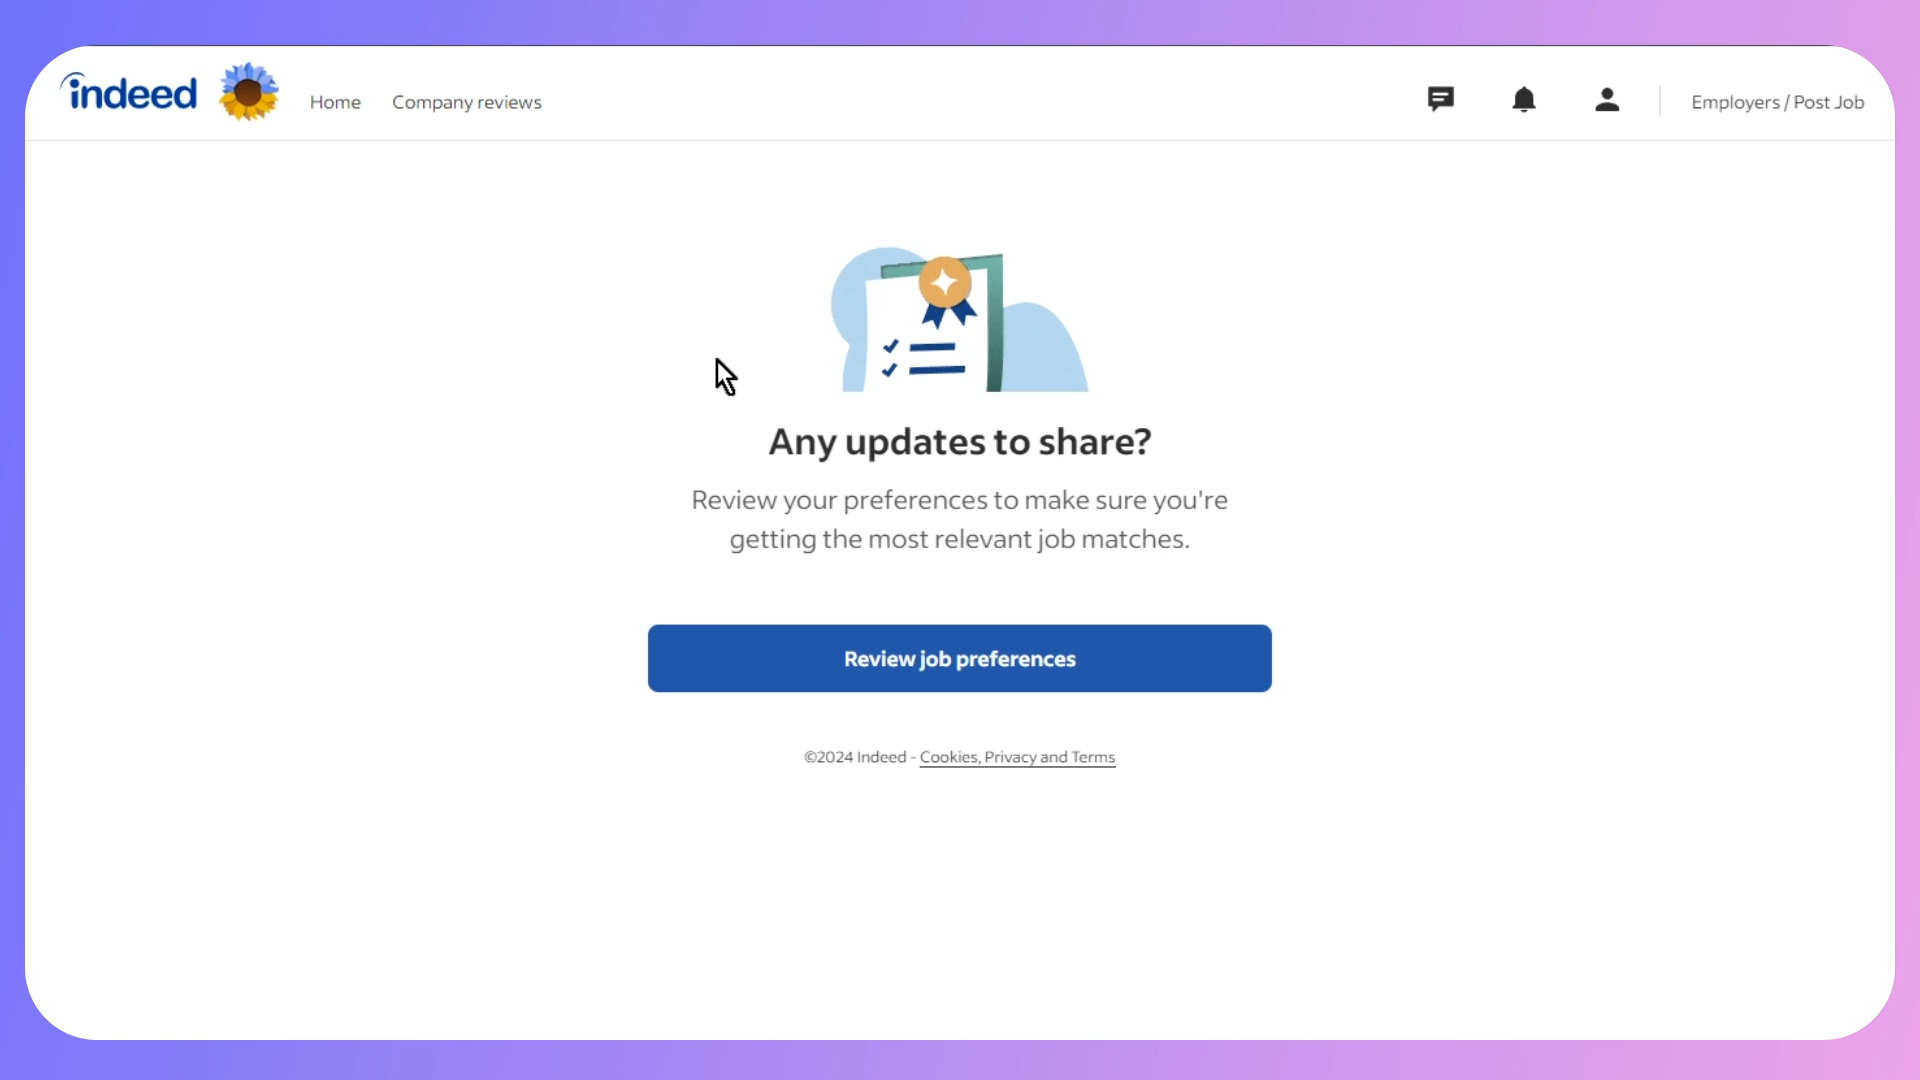 indeed
Home
Company reviews
Employers / Post Job
Any updates to share?
Review your preferences to make sure you're
getting the most relevant job matches.
Review job preferences
©2024 Indeed - Cookies, Privacy and Terms